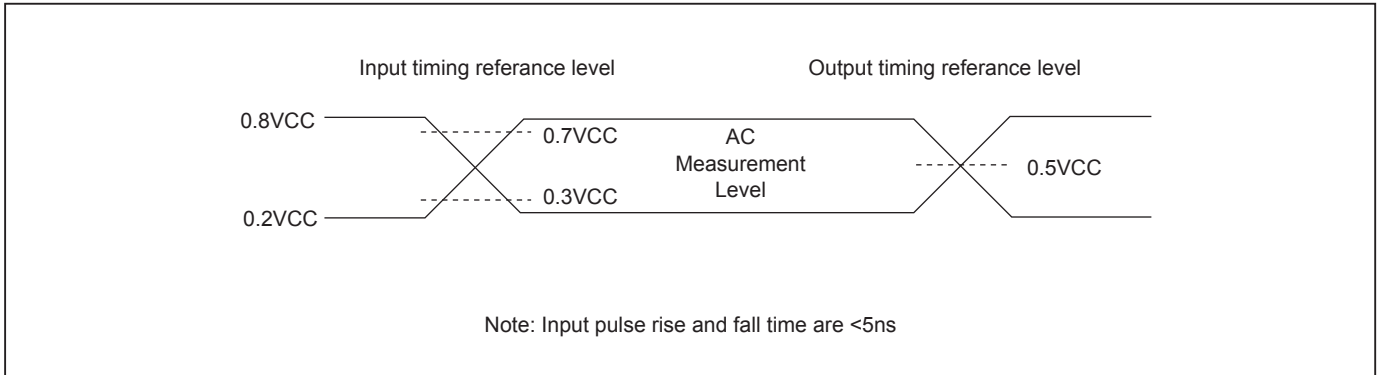 Input timing referance level
Output timing referance level
0.8VCC
0.7VCC
AC
Measurement
Level
0.5VCC
0.3VCC
0.2VCC
Note: Input pulse rise and fall time are <5ns